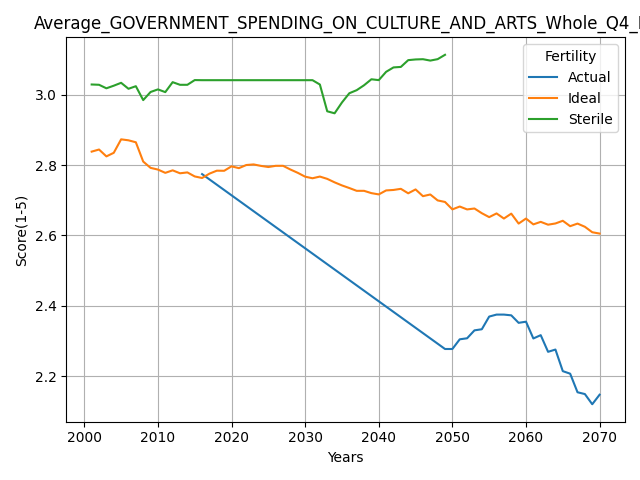 Average_GOVERNMENT_SPENDING_ON_CULTURE_AND_ARTS_Whole_Q4_
Fertility
Actual
Ideal
Sterile
Score(1-5)
3.0
2.8
2.6
2.4
2.2
2000 2010 2020 2030 2040 2050 2060 2070
Years